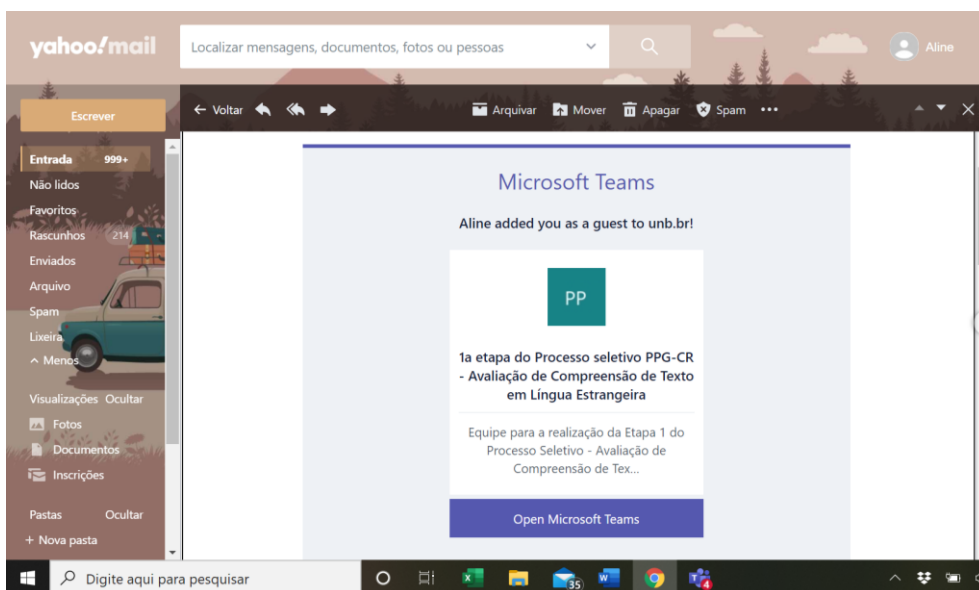 yahoo!mail
Localizar mensagens, documentos, fotos ou pessoas
Aline
Escrever
← Voltar
Arquivar
Mover
Apagar
Spam
Entrada 999+
Não lidos
Favoritos
Rascunhos 214
Enviados
Arquivo
Spam
Lixeira
Menos
Visualizações Ocultar
Fotos
Documentos
Inscrições
Pastas Ocultar
+ Nova pasta
Microsoft Teams
Aline added you as a guest to unb.br!
PP
1a etapa do Processo seletivo PPG-CR
- Avaliação de Compreensão de Texto
em Língua Estrangeira
Equipe para a realização da Etapa 1 do
Processo Seletivo - Avaliação de
Compreensão de Tex...
Open Microsoft Teams
Digite aqui para pesquisar
35
4